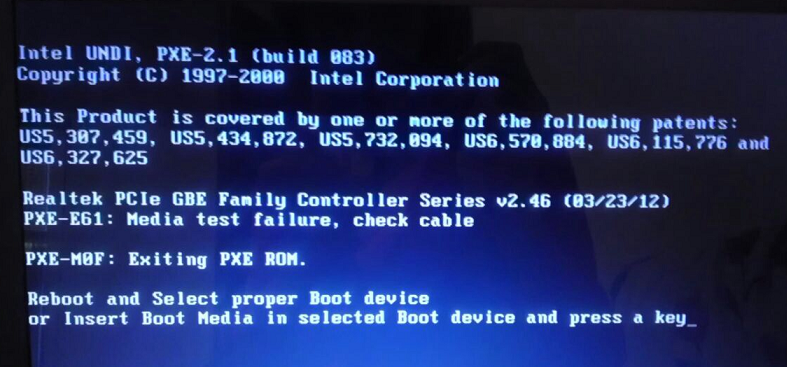 Intel UNDI, PXE-2.1 (build 083)
Copyright (C) 1997-2000 Intel Corporation
This Product is covered by one or more of the following patents:
US5,307,459, US5,434,872, US5,732,094, US6,570,884, US6,115,776 and
US6,327,625
Realtek PCIe GBE Family Controller Series v2.46 (03/23/12)
PXE-E61: Media test failure, check cable
PXE-M0F: Exiting PXE ROM.
Reboot and Select proper Boot device
or Insert Boot Media in selected Boot device and press a key_